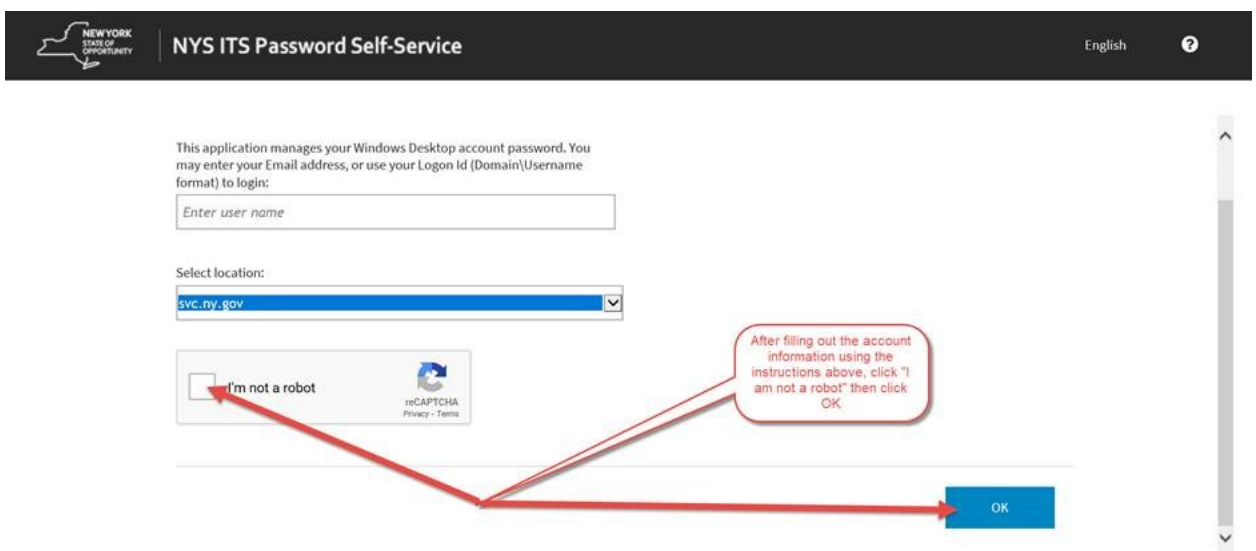 NEW YORK
STATE OF
OPPORTUNITY
NYS ITS Password Self-Service
English
?
This application manages your Windows Desktop account password. You
may enter your Email address, or use your Logon Id (Domain\Username
format) to login:
Enter user name
Select location:
svc.ny.gov
I'm not a robot
reCAPTCHA
Privacy - Terms
After filling out the account
information using the
instructions above, click "I
am not a robot" then click
OK
OK